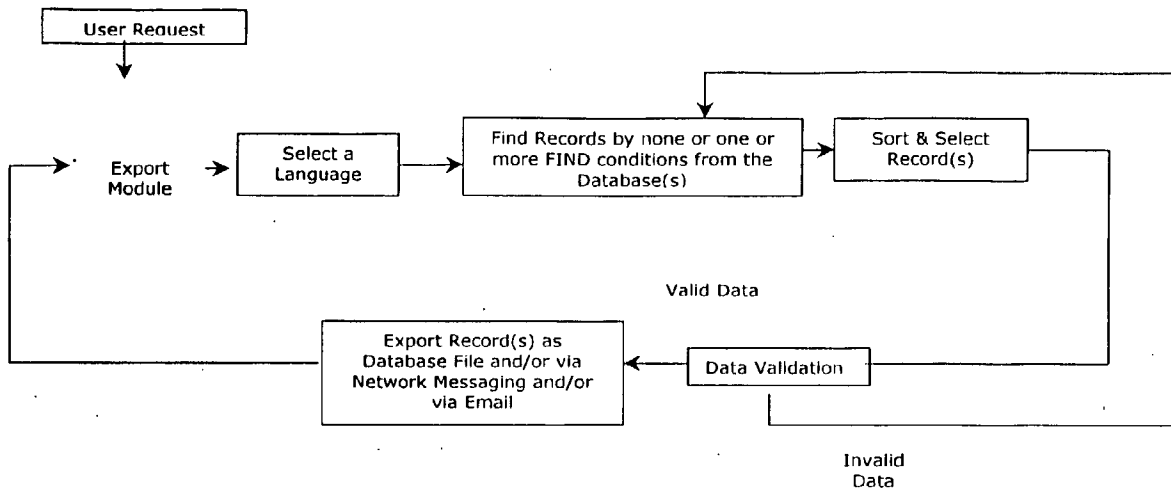 User Request
Export
Module
Select a
Language
Find Records by none or one or
more FIND conditions from the
Database(s)
Sort & Select
Record(s)
Valid Data
Export Record(s) as
Database File and/or via
Network Messaging and/or
via Email
Data Validation
Invalid
Data